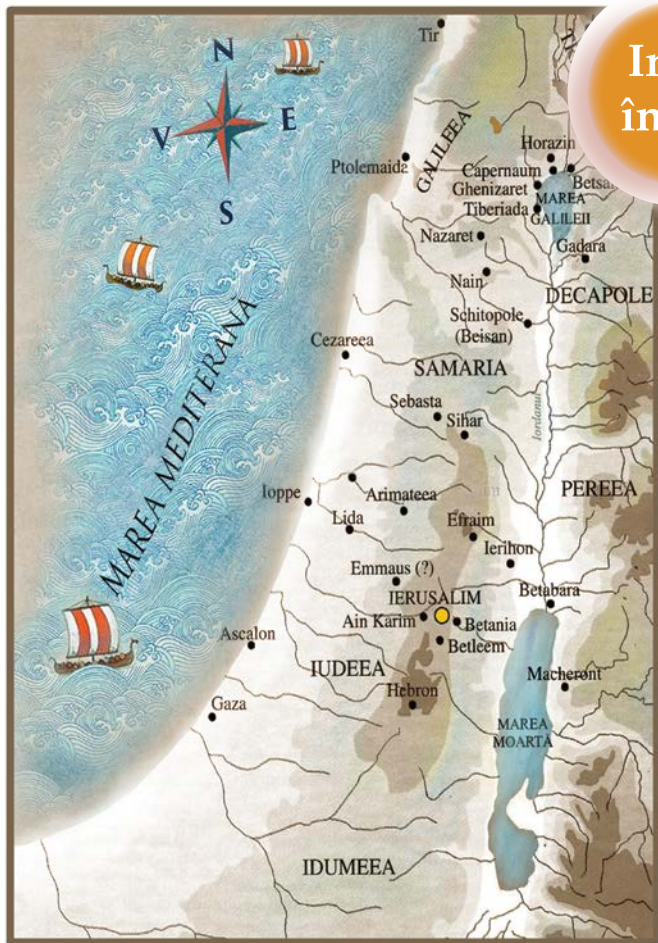 Tir
N
V
E
S
In
în
Ptolemaida
GALILEEA
Horazin
Capernaum
Ghenizaret
Tiberiada
MAREA
GALILEII
Nazaret
Gadara
Nain
DECAPOLE
Schitopole
(Beisan)
Cezareea
SAMARIA
Sebasta
Sihar
Iordanul
MAREA MEDITERANĂ
Ioppe
Arimateea
PEREEA
Lida
Efraim
Ierihon
Emmaus (?)
IERUSALIM
Betabara
Ain Karim
Betania
Ascalon
Betleem
IUDEEA
Macheront
Hebron
Gaza
MAREA
MOARTĂ
IDUMEEA